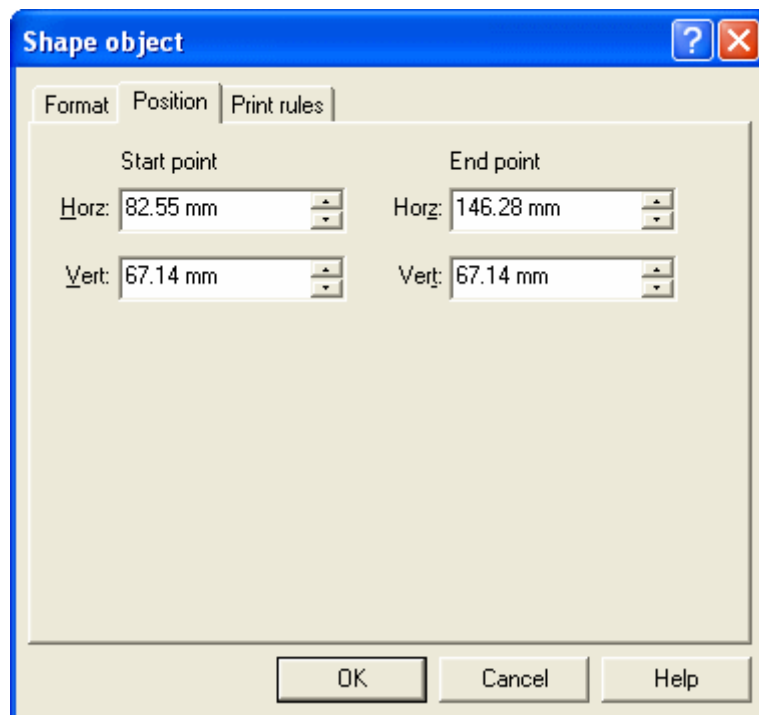 Shape object
Format Position Print rules
Start point End point
Horz: 82.55 mm Horz: 146.28 mm
Vert: 67.14 mm Vert: 67.14 mm
OK Cancel Help